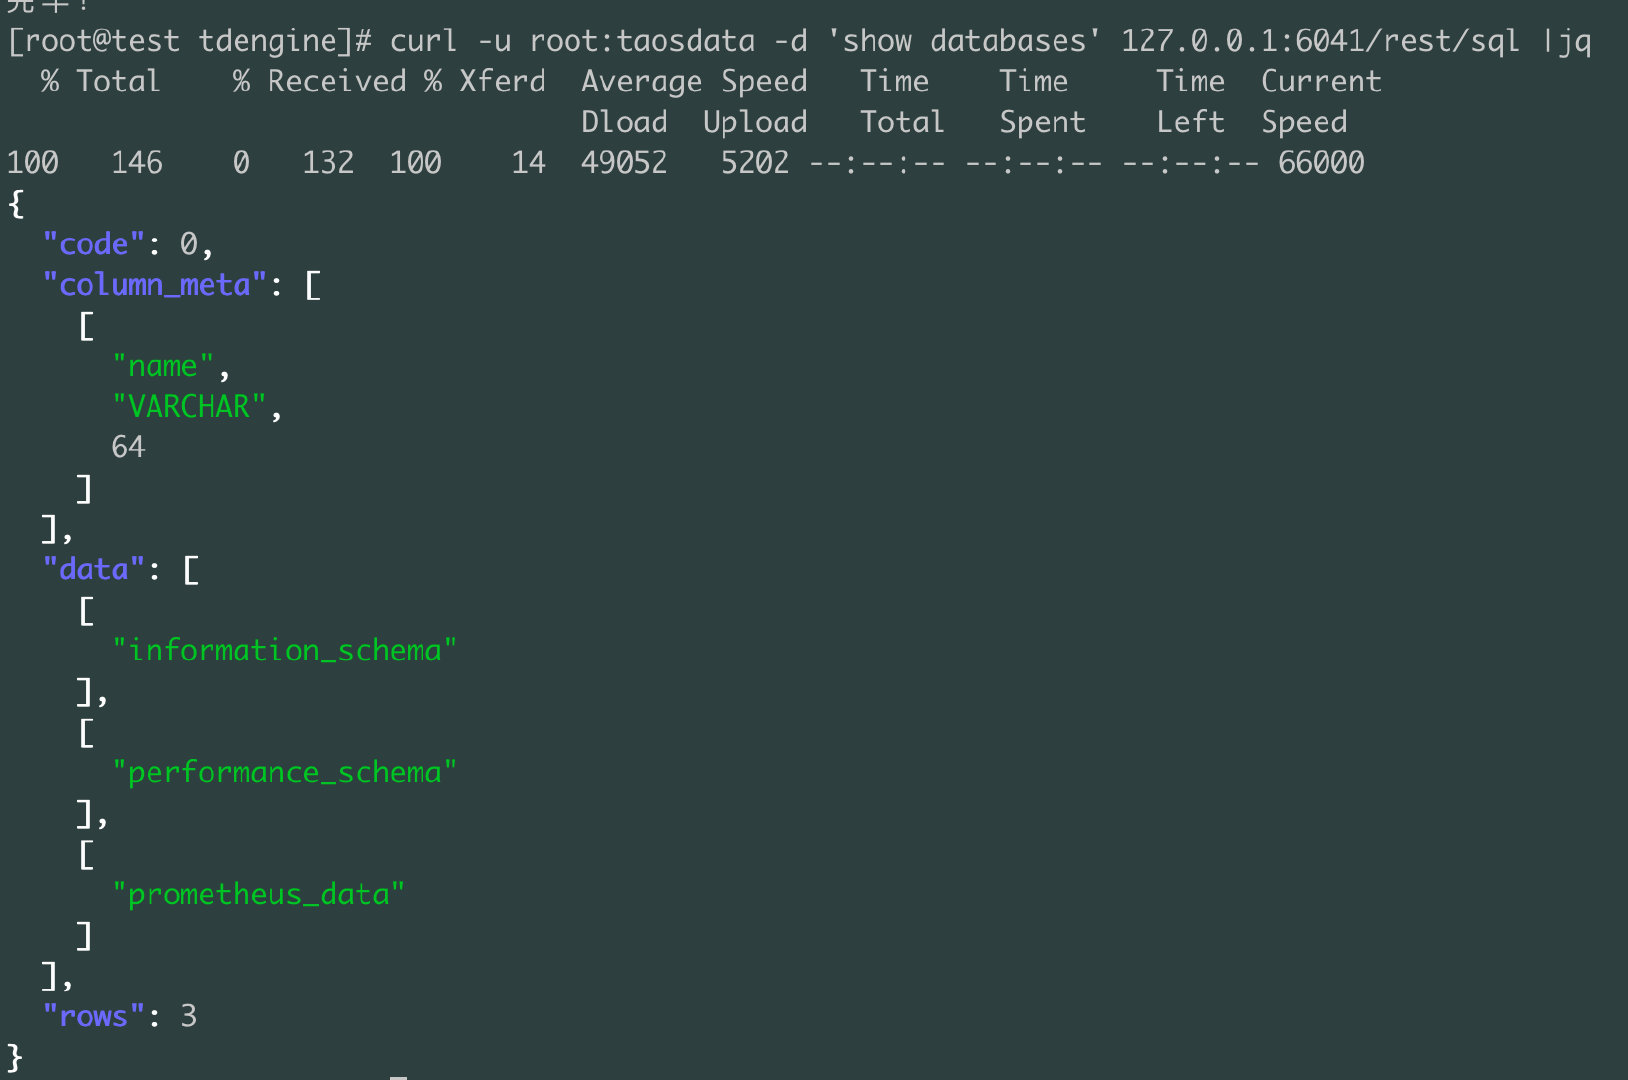 [root@test tdengine]# curl -u root:taosdata -d 'show databases' 127.0.0.1:6041/rest/sql |jq
  % Total    % Received % Xferd  Average Speed   Time    Time     Time  Current
                                 Dload  Upload   Total   Spent    Left  Speed
100   146    0   132  100    14  49052   5202 --:--:-- --:--:-- --:--:-- 66000
{
  "code": 0,
  "column_meta": [
    [
      "name",
      "VARCHAR",
      64
    ]
  ],
  "data": [
    [
      "information_schema"
    ],
    [
      "performance_schema"
    ],
    [
      "prometheus_data"
    ]
  ],
  "rows": 3
}